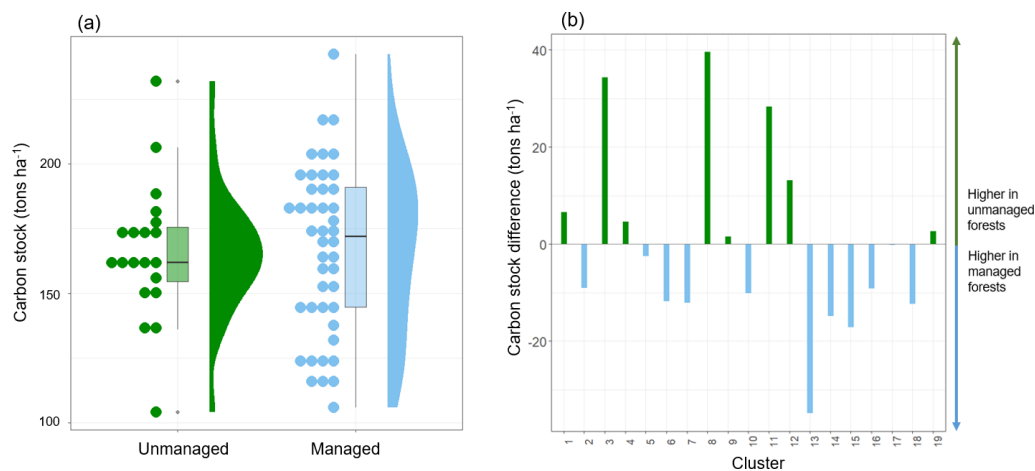 (a)
Carbon stock (tons ha⁻¹)
200
150
100
Unmanaged
Managed
(b)
Carbon stock difference (tons ha⁻¹)
40
20
0
-20
1 2 3 4 5 6 7 8 9 10 11 12 13 14 15 16 17 18 19
Cluster
Higher in
unmanaged
forests
Higher in
managed
forests